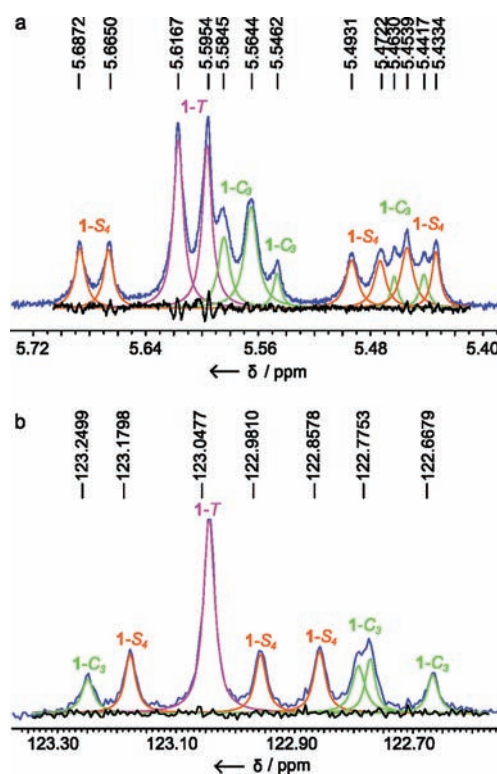 a
5.6872
5.6650
5.6167
5.5954
5.5845
5.5644
5.5462
5.4931
5.4722
5.4630
5.4539
5.4417
5.4334
1-T
1-S4
1-C3
1-C3
1-S4
1-C3
1-S4
5.72 5.64 5.56 5.48 5.40
← δ / ppm
b
123.2499
123.1798
123.0477
122.9810
122.8578
122.7753
122.6679
1-T
1-C3
1-S4
1-S4
1-S4
1-C3
1-C3
123.30 123.10 122.90 122.70
← δ / ppm